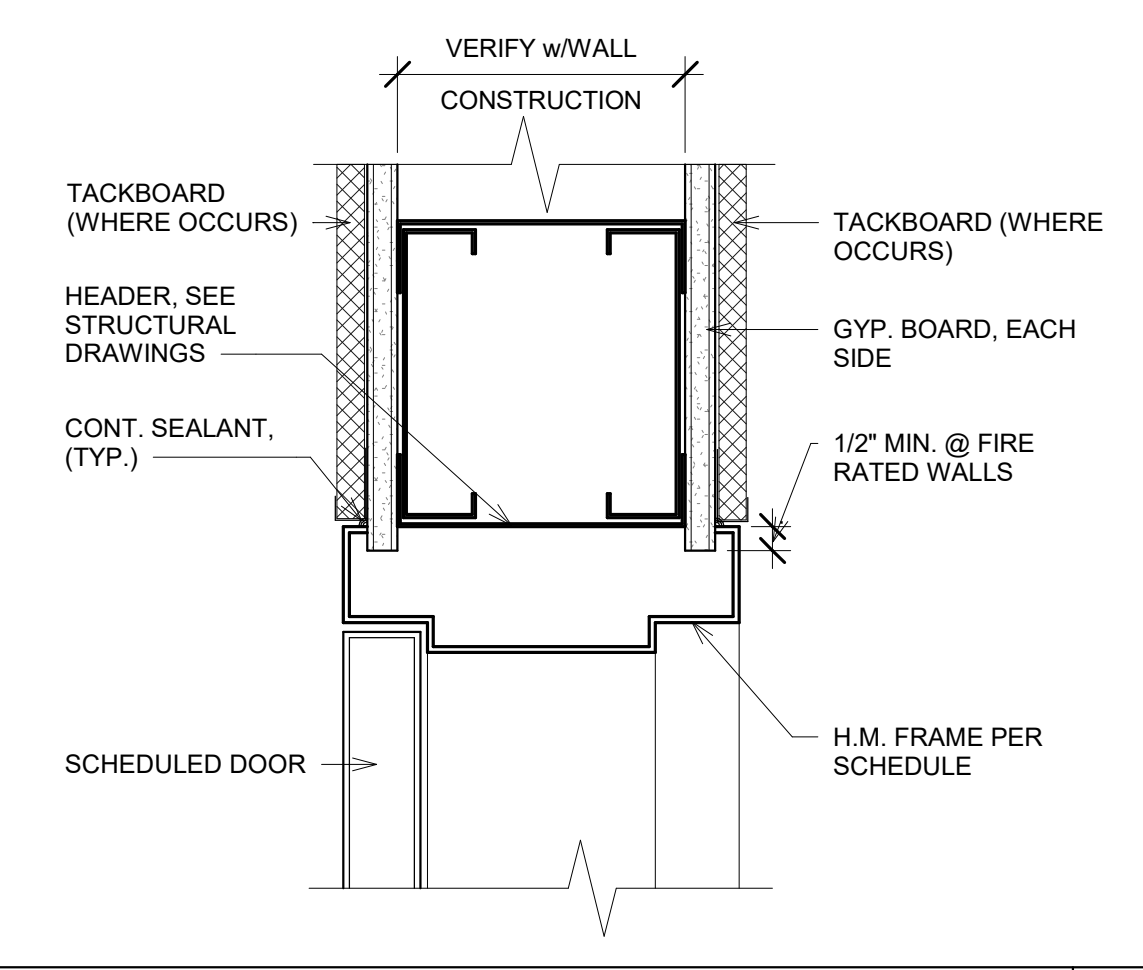 VERIFY w/WALL
CONSTRUCTION
TACKBOARD
(WHERE OCCURS)
HEADER, SEE
STRUCTURAL
DRAWINGS
CONT. SEALANT,
(TYP.)
SCHEDULED DOOR
TACKBOARD (WHERE
OCCURS)
GYP. BOARD, EACH
SIDE
1/2" MIN. @ FIRE
RATED WALLS
H.M. FRAME PER
SCHEDULE